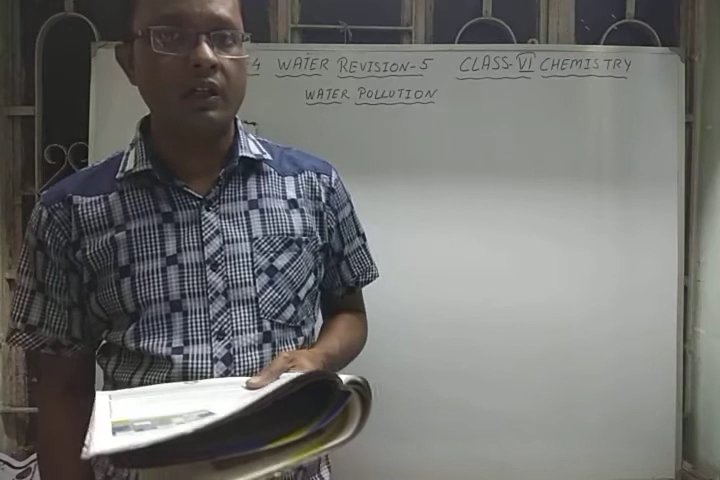 4 WATER REVISION-5 CLASS-VI CHEMISTRY
WATER POLLUTION